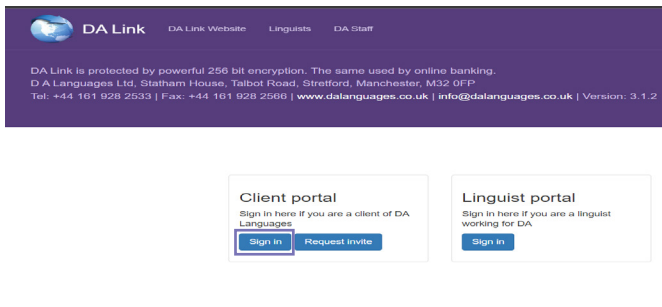 DA Link DA Link Website Linguists DA Staff
DA Link is protected by powerful 256 bit encryption. The same used by online banking.
D A Languages Ltd, Statham House, Talbot Road, Stretford, Manchester, M32 0FP
Tel: +44 161 928 2533 | Fax: +44 161 928 2566 | www.dalanguages.co.uk | info@dalanguages.co.uk | Version: 3.1.2
Client portal
Sign in here if you are a client of DA
Languages
Sign in Request invite
Linguist portal
Sign in here if you are a linguist
working for DA
Sign in